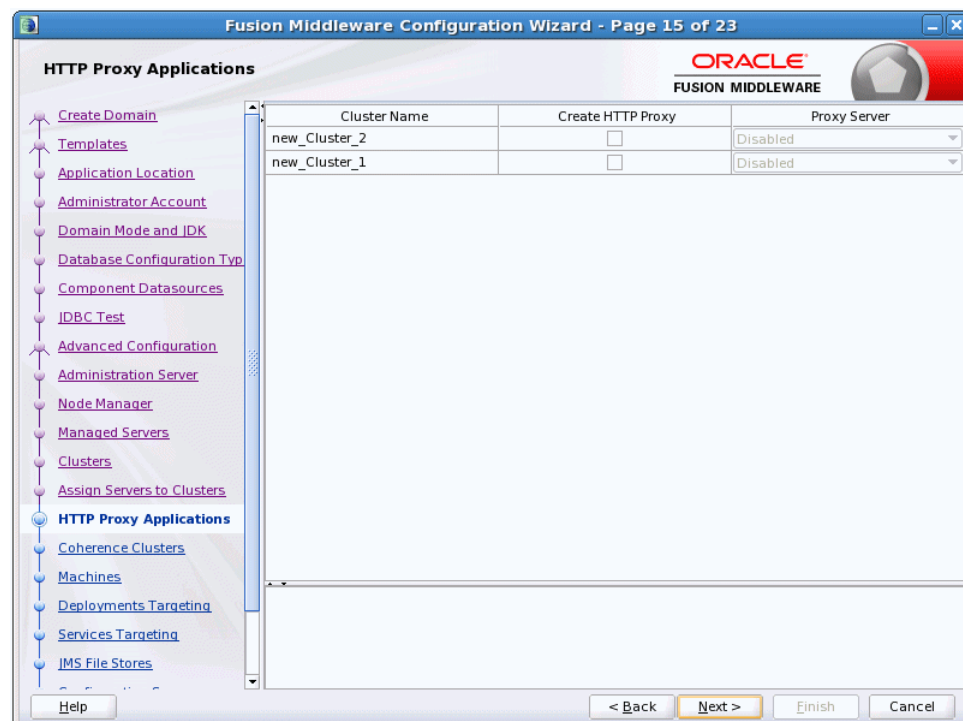 Fusion Middleware Configuration Wizard - Page 15 of 23
HTTP Proxy Applications
ORACLE
FUSION MIDDLEWARE
Create Domain
Templates
Application Location
Administrator Account
Domain Mode and JDK
Database Configuration Typ
Component Datasources
JDBC Test
Advanced Configuration
Administration Server
Node Manager
Managed Servers
Clusters
Assign Servers to Clusters
HTTP Proxy Applications
Coherence Clusters
Machines
Deployments Targeting
Services Targeting
JMS File Stores
Cluster Name Create HTTP Proxy Proxy Server
new_Cluster_2 Disabled
new_Cluster_1 Disabled
Help < Back Next > Finish Cancel